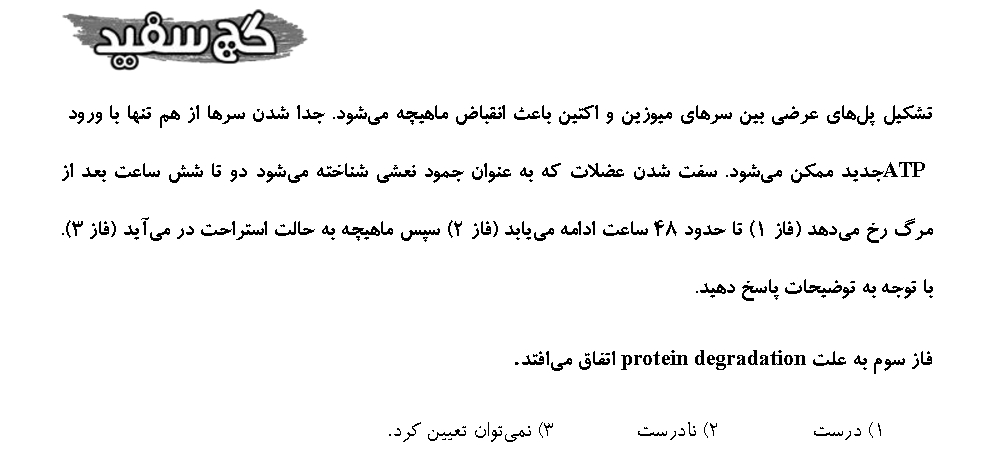 گچ سفید
تشکیل پل‌های عرضی بین سرهای میوزین و اکتین باعث انقباض ماهیچه می‌شود. جدا شدن سرها از هم تنها با ورود
ATPجدید ممکن می‌شود. سفت شدن عضلات که به عنوان جمود نعشی شناخته می‌شود دو تا شش ساعت بعد از
مرگ رخ می‌دهد (فاز ۱) تا حدود ۴۸ ساعت ادامه می‌یابد (فاز ۲) سپس ماهیچه به حالت استراحت در می‌آید (فاز ۳).
با توجه به توضیحات پاسخ دهید.
فاز سوم به علت protein degradation اتفاق می‌افتد.
۱) درست ۲) نادرست ۳) نمی‌توان تعیین کرد.